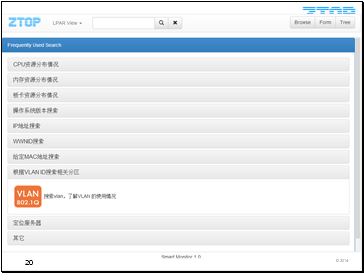 ZTOP
LPAR View
Browse Form Tree
Frequently Used Search
CPU资源分布情况
内存资源分布情况
板卡资源分布情况
操作系统版本搜索
IP地址搜索
WWNID搜索
给定MAC地址搜索
根据VLAN ID搜索相关分区
VLAN
802.1Q
搜索vlan，了解VLAN 的使用情况
定位服务器
其它
Smart Monitor 1.0
20